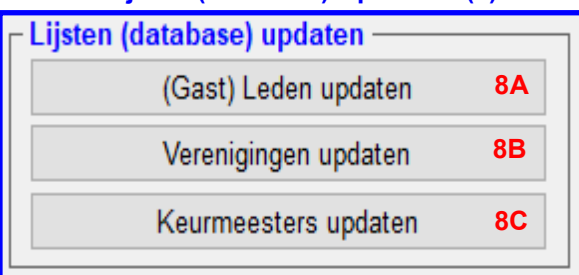 Lijsten (database) updaten
(Gast) Leden updaten 8A
Verenigingen updaten 8B
Keurmeesters updaten 8C